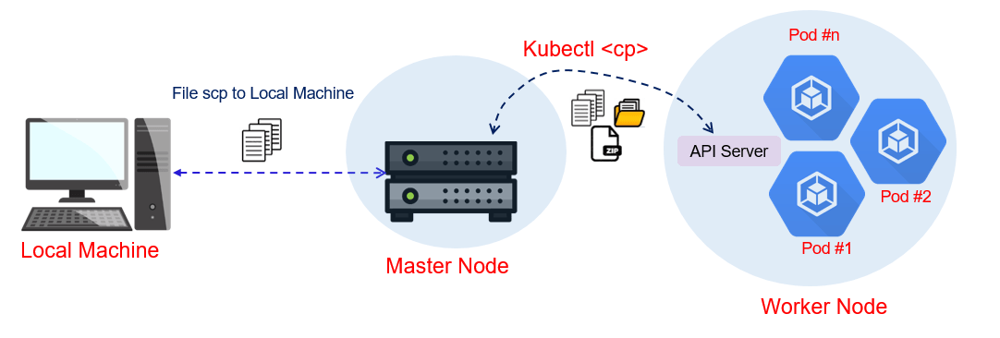 Pod #n
Kubectl <cp>
File scp to Local Machine
ZIP
API Server
Pod #2
Pod #1
Local Machine
Master Node
Worker Node